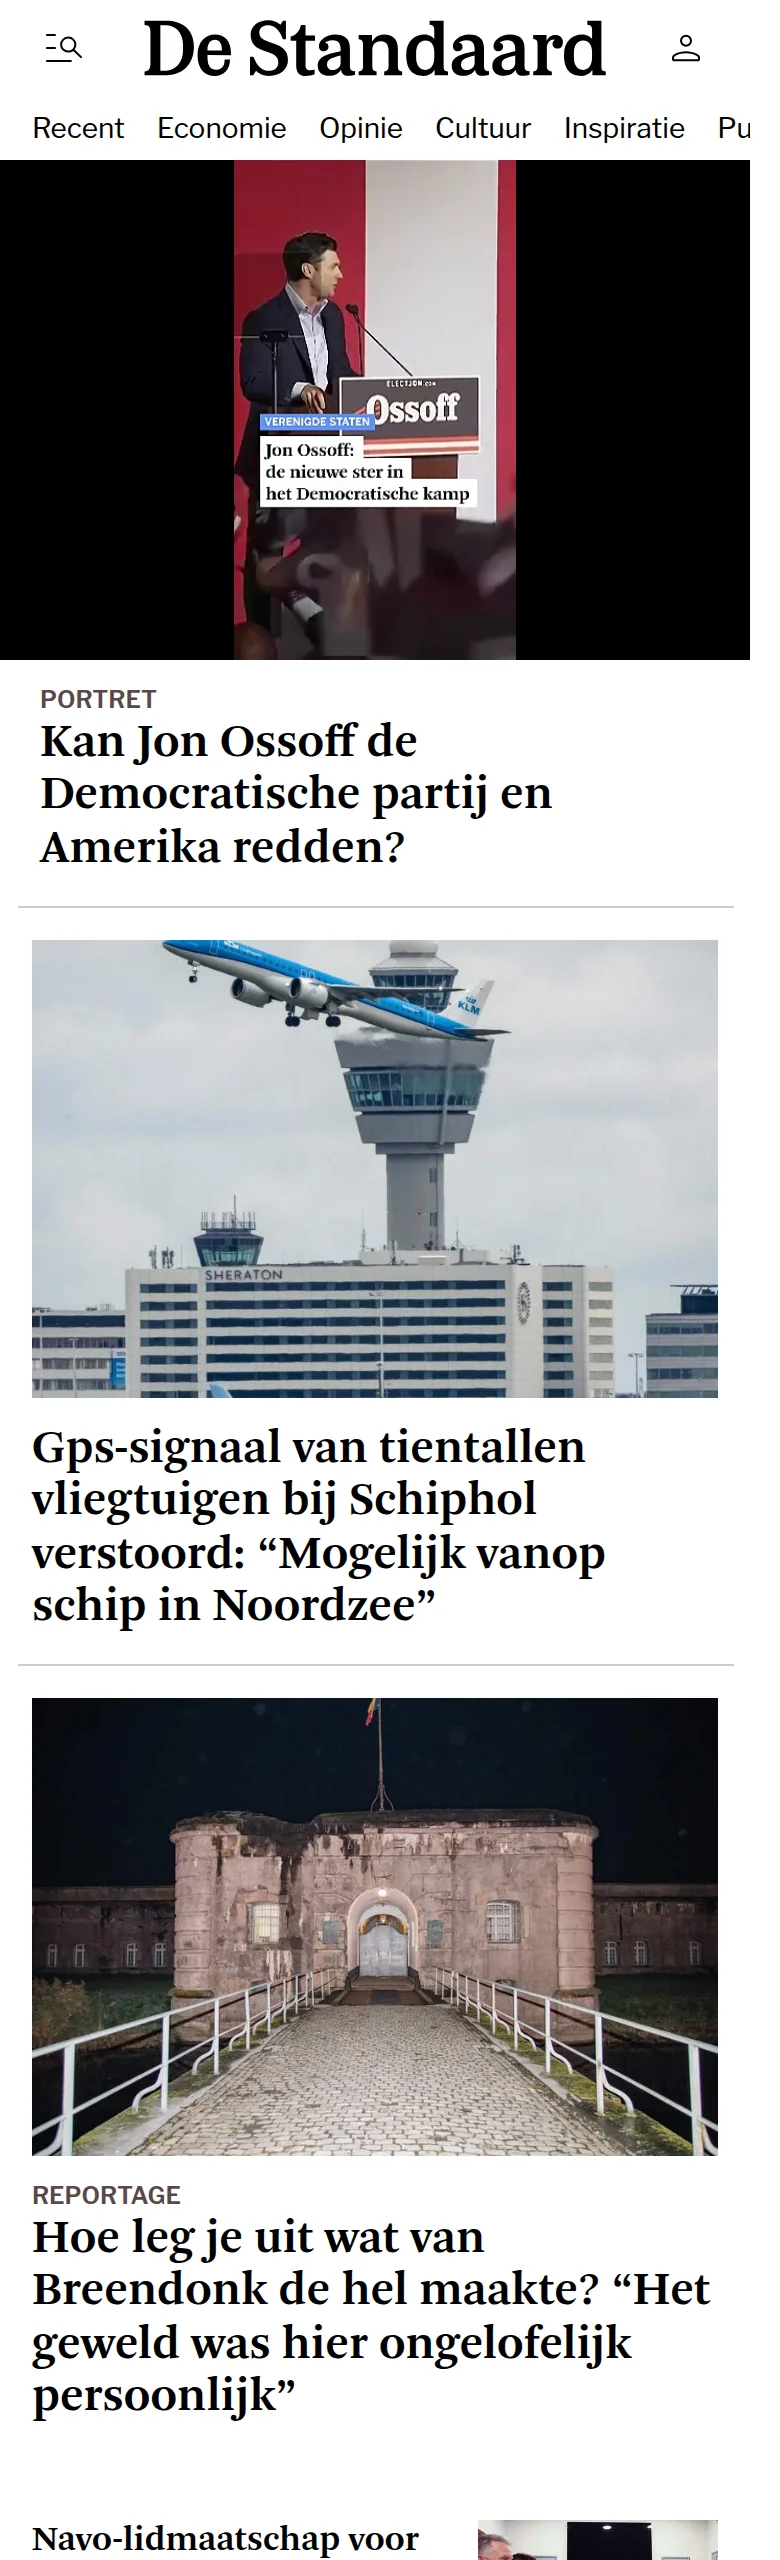 De Standaard
Recent Economie Opinie Cultuur Inspiratie Pu
ELECTJON.COM
Ossoff
VERENIGDE STATEN
Jon Ossoff:
de nieuwe ster in
het Democratische kamp
PORTRET
Kan Jon Ossoff de
Democratische partij en
Amerika redden?
KLM
SHERATON
Gps-signaal van tientallen
vliegtuigen bij Schiphol
verstoord: “Mogelijk vanop
schip in Noordzee”
REPORTAGE
Hoe leg je uit wat van
Breendonk de hel maakte? “Het
geweld was hier ongelofelijk
persoonlijk”
Navo-lidmaatschap voor